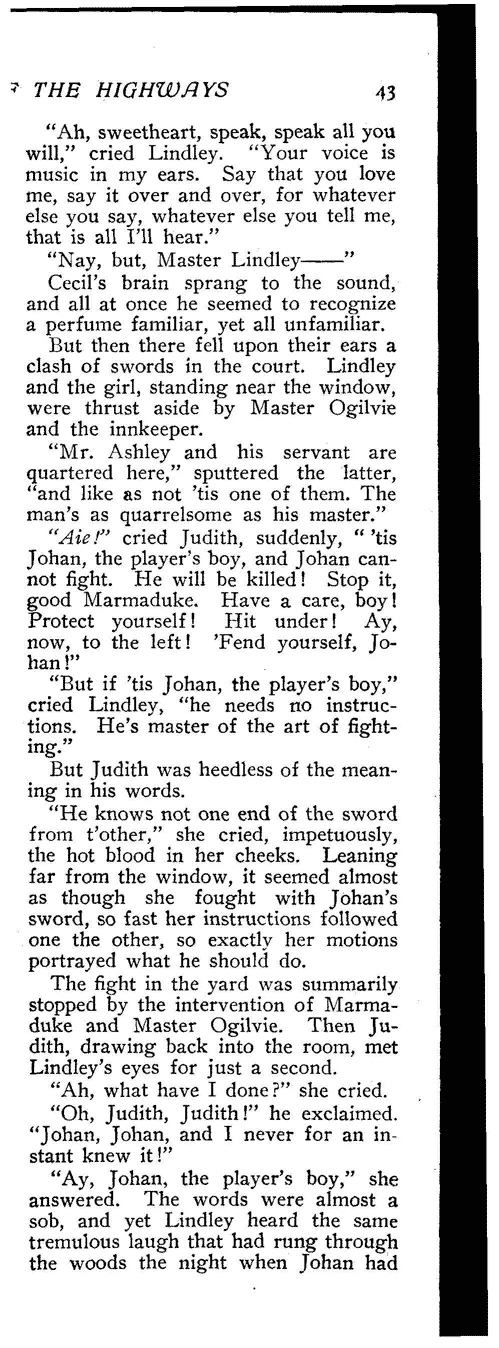 THE HIGHWAYS 43
"Ah, sweetheart, speak, speak all you
will," cried Lindley. "Your voice is
music in my ears. Say that you love
me, say it over and over, for whatever
else you say, whatever else you tell me,
that is all I'll hear."
"Nay, but, Master Lindley——"
Cecil's brain sprang to the sound,
and all at once he seemed to recognize
a perfume familiar, yet all unfamiliar.
But then there fell upon their ears a
clash of swords in the court. Lindley
and the girl, standing near the window,
were thrust aside by Master Ogilvie
and the innkeeper.
"Mr. Ashley and his servant are
quartered here," sputtered the latter,
"and like as not 'tis one of them. The
man's as quarrelsome as his master."
"Aie!" cried Judith, suddenly, " 'tis
Johan, the player's boy, and Johan can-
not fight. He will be killed! Stop it,
good Marmaduke. Have a care, boy!
Protect yourself! Hit under! Ay,
now, to the left! 'Fend yourself, Jo-
han!"
"But if 'tis Johan, the player's boy,"
cried Lindley, "he needs no instruc-
tions. He's master of the art of fight-
ing."
But Judith was heedless of the mean-
ing in his words.
"He knows not one end of the sword
from t'other," she cried, impetuously,
the hot blood in her cheeks. Leaning
far from the window, it seemed almost
as though she fought with Johan's
sword, so fast her instructions followed
one the other, so exactly her motions
portrayed what he should do.
The fight in the yard was summarily
stopped by the intervention of Marma-
duke and Master Ogilvie. Then Ju-
dith, drawing back into the room, met
Lindley's eyes for just a second.
"Ah, what have I done?" she cried.
"Oh, Judith, Judith!" he exclaimed.
"Johan, Johan, and I never for an in-
stant knew it!"
"Ay, Johan, the player's boy," she
answered. The words were almost a
sob, and yet Lindley heard the same
tremulous laugh that had rung through
the woods the night when Johan had